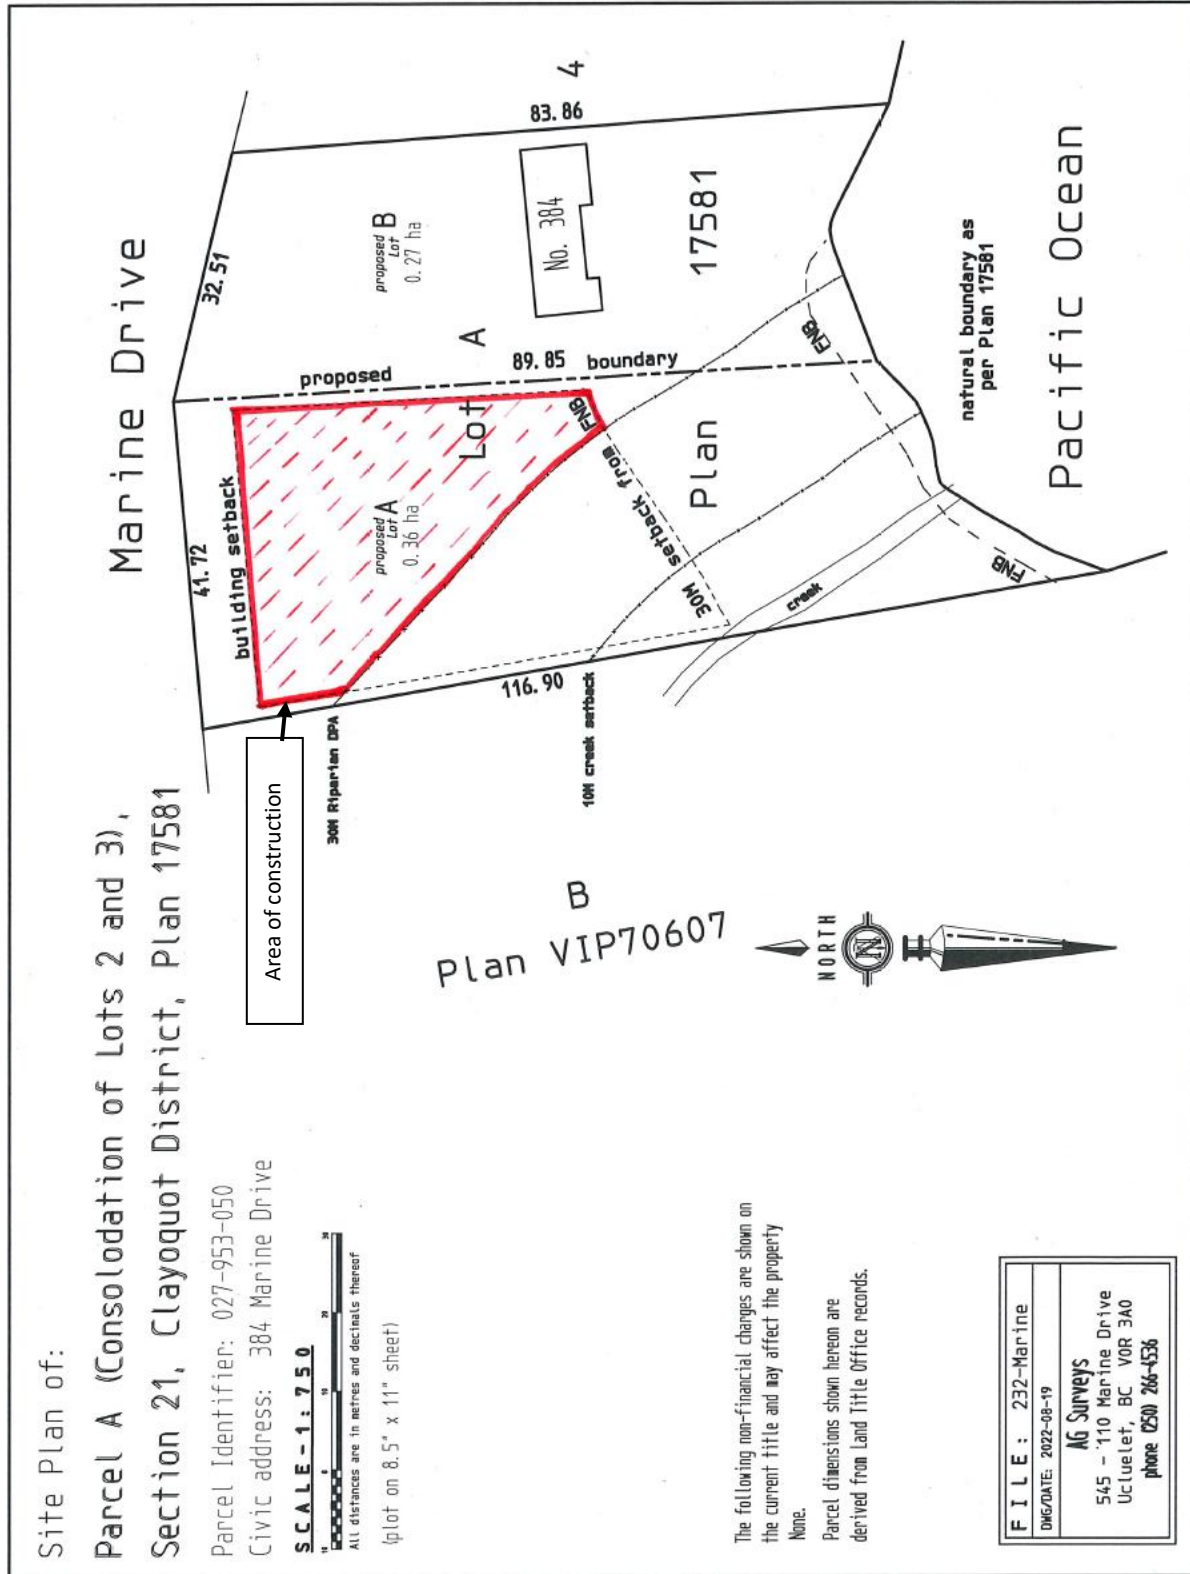 Site Plan of:
Parcel A (Consolodation of Lots 2 and 3),
Section 21, Clayoquot District, Plan 17581
Parcel Identifier: 027-953-050
Civic address: 384 Marine Drive
SCALE - 1:750
10 0 10 20 30
All distances are in metres and decimals thereof
(plot on 8.5" x 11" sheet)
Area of construction
Marine Drive
41.72
32.51
building setback
proposed
Lot A
0.36 ha
proposed
Lot B
0.27 ha
proposed 89.85 boundary
Lot A
No. 384
83.86
4
Plan 17581
30M Riparian DPA
116.90
10M creek setback
30M setback from FNB
creek
FNB
FNB
natural boundary as
per Plan 17581
Pacific Ocean
B
Plan VIP70607
NORTH
N
The following non-financial charges are shown on
the current title and may affect the property
None.
Parcel dimensions shown hereon are
derived from Land Title Office records.
FILE: 232-Marine
DWG/DATE: 2022-08-19
AG Surveys
545 - 110 Marine Drive
Ucluelet, BC V0R 3A0
phone (250) 266-4536